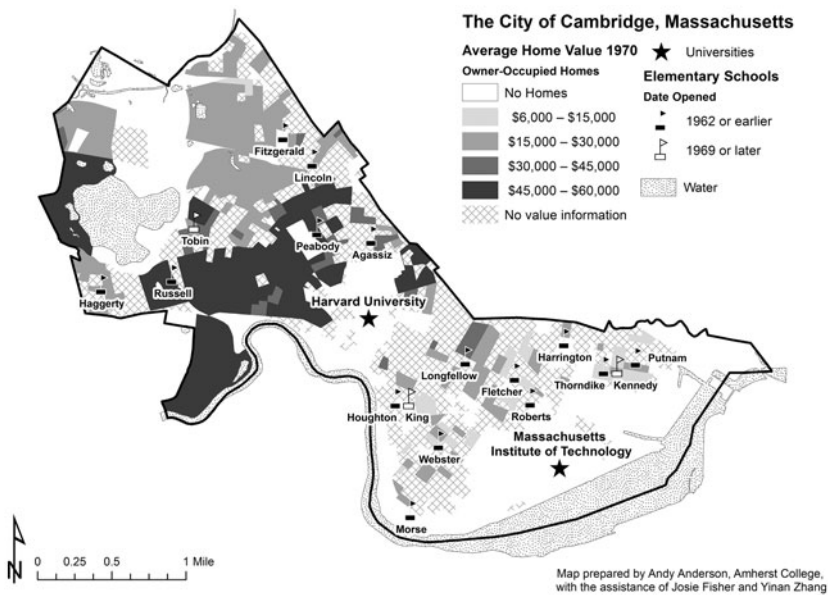 The City of Cambridge, Massachusetts
Average Home Value 1970
Owner-Occupied Homes
No Homes
$6,000 – $15,000
$15,000 – $30,000
$30,000 – $45,000
$45,000 – $60,000
No value information
Universities
Elementary Schools
Date Opened
1962 or earlier
1969 or later
Water
Fitzgerald
Lincoln
Tobin
Peabody
Agassiz
Haggerty
Russell
Harvard University
Longfellow
Harrington
Putnam
Thorndike
Kennedy
Fletcher
Roberts
Houghton
King
Webster
Massachusetts
Institute of Technology
Morse
N
0 0.25 0.5 1 Mile
Map prepared by Andy Anderson, Amherst College,
with the assistance of Josie Fisher and Yinan Zhang